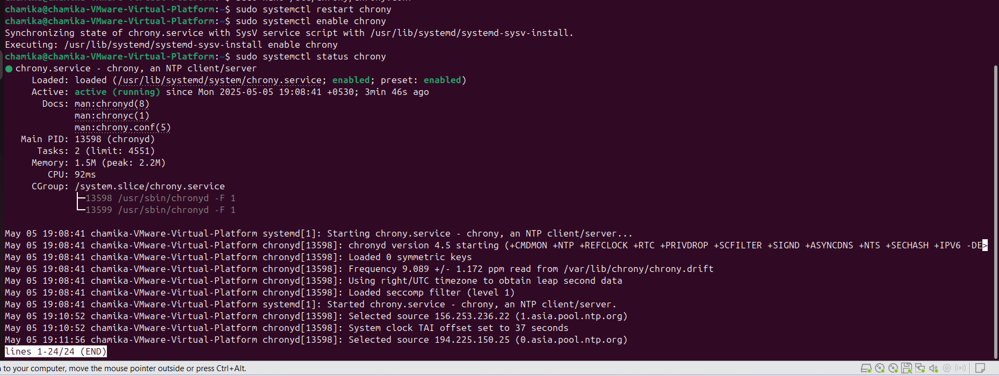 chamika@chamika-VMware-Virtual-Platform:~$ sudo systemctl restart chrony
chamika@chamika-VMware-Virtual-Platform:~$ sudo systemctl enable chrony
Synchronizing state of chrony.service with SysV service script with /usr/lib/systemd/systemd-sysv-install.
Executing: /usr/lib/systemd/systemd-sysv-install enable chrony
chamika@chamika-VMware-Virtual-Platform:~$ sudo systemctl status chrony
● chrony.service - chrony, an NTP client/server
     Loaded: loaded (/usr/lib/systemd/system/chrony.service; enabled; preset: enabled)
     Active: active (running) since Mon 2025-05-05 19:08:41 +0530; 3min 46s ago
       Docs: man:chronyd(8)
             man:chronyc(1)
             man:chrony.conf(5)
   Main PID: 13598 (chronyd)
      Tasks: 2 (limit: 4551)
     Memory: 1.5M (peak: 2.2M)
        CPU: 92ms
     CGroup: /system.slice/chrony.service
             ├─13598 /usr/sbin/chronyd -F 1
             └─13599 /usr/sbin/chronyd -F 1
May 05 19:08:41 chamika-VMware-Virtual-Platform systemd[1]: Starting chrony.service - chrony, an NTP client/server...
May 05 19:08:41 chamika-VMware-Virtual-Platform chronyd[13598]: chronyd version 4.5 starting (+CMDMON +NTP +REFCLOCK +RTC +PRIVDROP +SCFILTER +SIGND +ASYNCDNS +NTS +SECHASH +IPV6 -DE>
May 05 19:08:41 chamika-VMware-Virtual-Platform chronyd[13598]: Loaded 0 symmetric keys
May 05 19:08:41 chamika-VMware-Virtual-Platform chronyd[13598]: Frequency 9.089 +/- 1.172 ppm read from /var/lib/chrony/chrony.drift
May 05 19:08:41 chamika-VMware-Virtual-Platform chronyd[13598]: Using right/UTC timezone to obtain leap second data
May 05 19:08:41 chamika-VMware-Virtual-Platform chronyd[13598]: Loaded seccomp filter (level 1)
May 05 19:08:41 chamika-VMware-Virtual-Platform systemd[1]: Started chrony.service - chrony, an NTP client/server.
May 05 19:10:52 chamika-VMware-Virtual-Platform chronyd[13598]: Selected source 156.253.236.22 (1.asia.pool.ntp.org)
May 05 19:10:52 chamika-VMware-Virtual-Platform chronyd[13598]: System clock TAI offset set to 37 seconds
May 05 19:11:56 chamika-VMware-Virtual-Platform chronyd[13598]: Selected source 194.225.150.25 (0.asia.pool.ntp.org)
lines 1-24/24 (END)
to your computer, move the mouse pointer outside or press Ctrl+Alt.